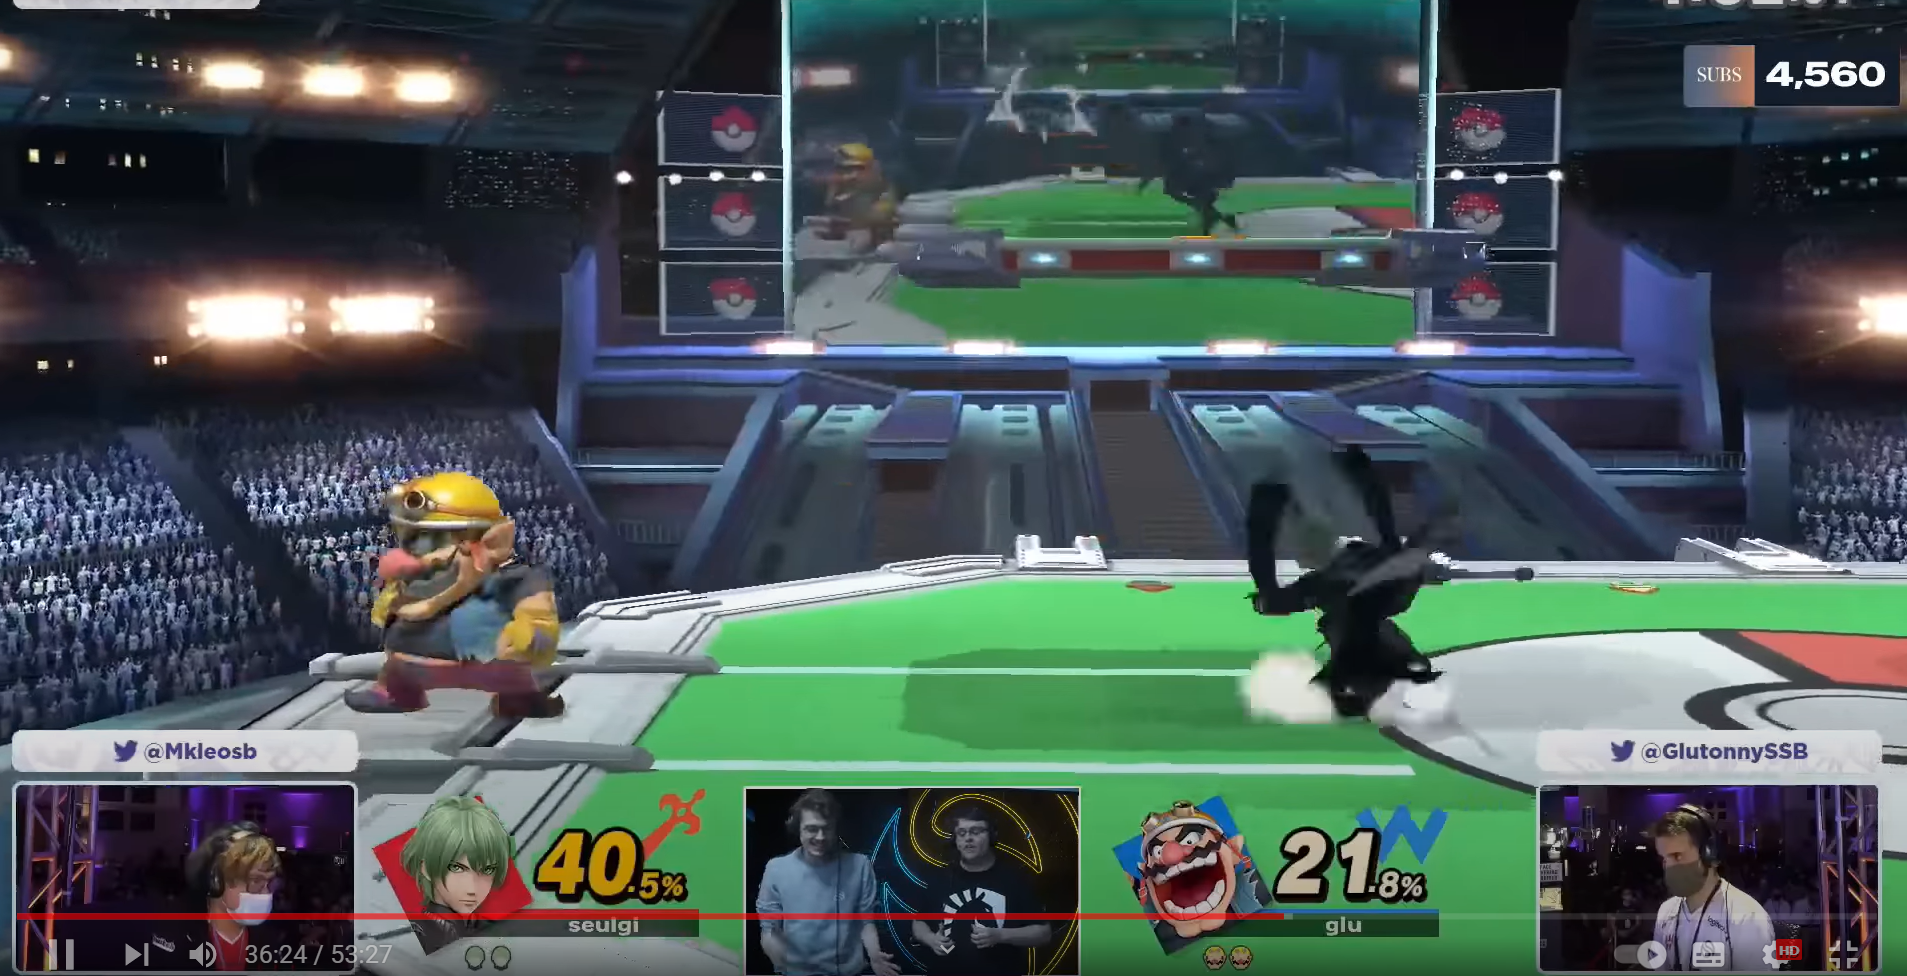 SUBS 4,560
@Mkleosb
@GlutonnySSB
40.5%
21.8%
seulgi
glu
36:24 / 53:27
HD